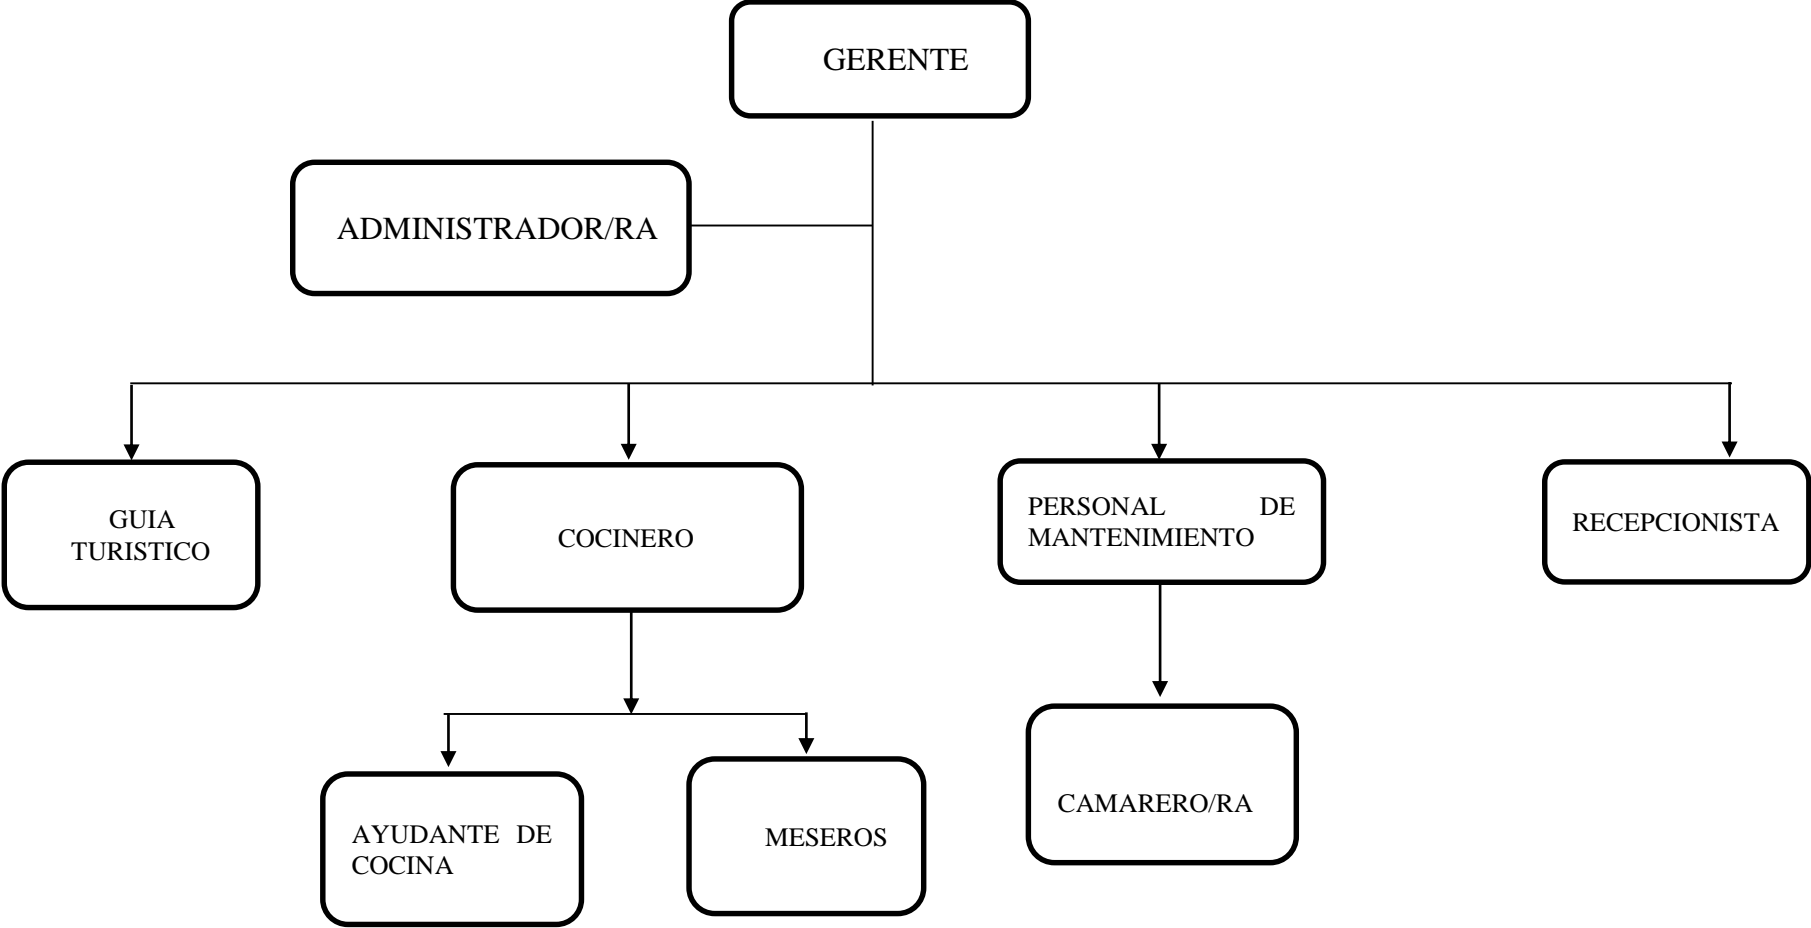 GERENTE
ADMINISTRADOR/RA
GUIA
TURISTICO
COCINERO
PERSONAL DE
MANTENIMIENTO
RECEPCIONISTA
AYUDANTE DE
COCINA
MESEROS
CAMARERO/RA